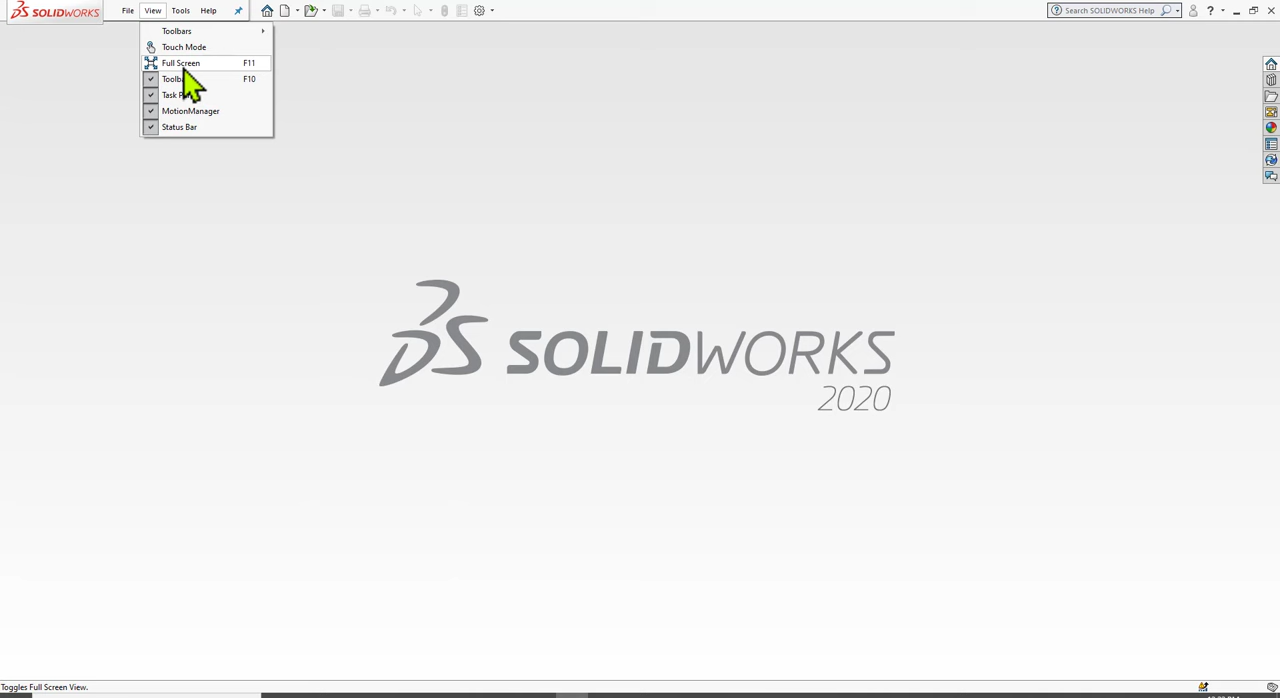 SOLIDWORKS File View Tools Help Search SOLIDWORKS Help ?
Toolbars
Touch Mode
Full Screen F11
F10
Task
MotionManager
Status Bar
SOLIDWORKS
2020
Toggles Full Screen View.